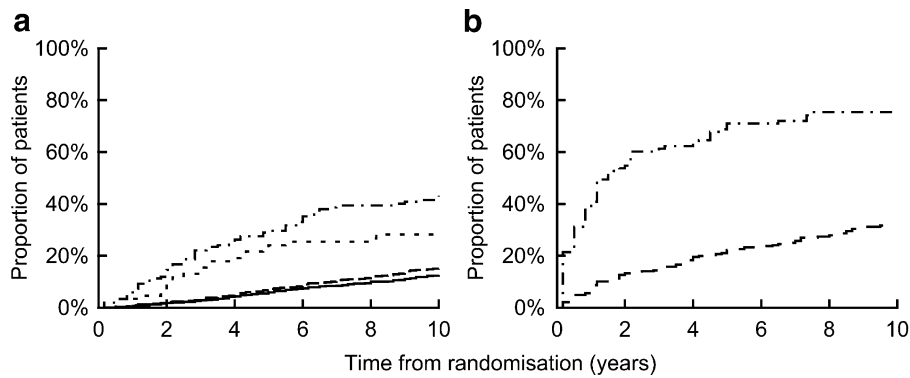 a
b
100%
80%
60%
40%
20%
0%
Proportion of patients
0 2 4 6 8 10
100%
80%
60%
40%
20%
0%
Proportion of patients
0 2 4 6 8 10
Time from randomisation (years)